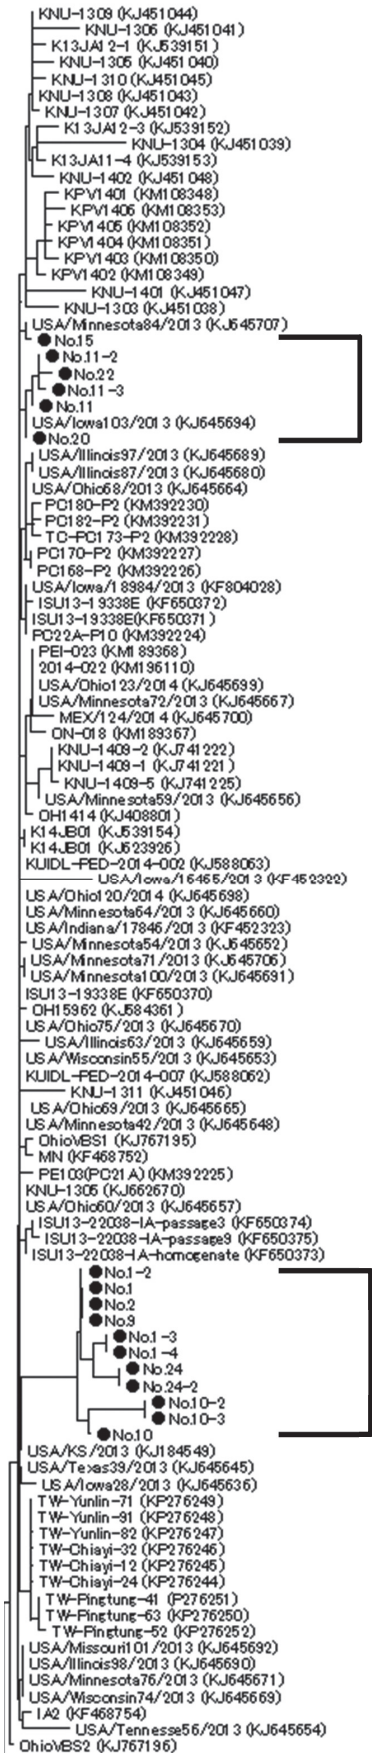 KNU-1309 (KJ451044)
KNU-1306 (KJ451041)
K13JA12-1 (KJ539151)
KNU-1305 (KJ451040)
KNU-1310 (KJ451045)
KNU-1308 (KJ451043)
KNU-1307 (KJ451042)
K13JA12-3 (KJ539152)
KNU-1304 (KJ451039)
K13JA11-4 (KJ539153)
KNU-1402 (KJ451048)
KPV1401 (KM108348)
KPV1406 (KM108353)
KPV1405 (KM108352)
KPV1404 (KM108351)
KPV1403 (KM108350)
KPV1402 (KM108349)
KNU-1401 (KJ451047)
KNU-1303 (KJ451038)
USA/Minnesota84/2013 (KJ645707)
No.15
No.11-2
No.22
No.11-3
No.11
USA/Iowa103/2013 (KJ645694)
No.20
USA/Illinois97/2013 (KJ645689)
USA/Illinois87/2013 (KJ645680)
USA/Ohio68/2013 (KJ645664)
PC180-P2 (KM392230)
PC182-P2 (KM392231)
TC-PC173-P2 (KM392228)
PC170-P2 (KM392227)
PC168-P2 (KM392226)
USA/Iowa/18984/2013 (KF804028)
ISU13-19338E (KF650372)
ISU13-19338E(KF650371)
PC22A-P10 (KM392224)
PEI-023 (KM189368)
2014-022 (KM196110)
USA/Ohio123/2014 (KJ645699)
USA/Minnesota72/2013 (KJ645667)
MEX/124/2014 (KJ645700)
ON-018 (KM189367)
KNU-1409-2 (KJ741222)
KNU-1409-1 (KJ741221)
KNU-1409-5 (KJ741225)
USA/Minnesota59/2013 (KJ645656)
OH1414 (KJ408801)
K14JB01 (KJ539154)
K14JB01 (KJ623926)
KUIDL-PED-2014-002 (KJ588063)
USA/Iowa/16465/2013 (KF452322)
USA/Ohio120/2014 (KJ645698)
USA/Minnesota64/2013 (KJ645660)
USA/Indiana/17846/2013 (KF452323)
USA/Minnesota54/2013 (KJ645652)
USA/Minnesota71/2013 (KJ645706)
USA/Minnesota100/2013 (KJ645691)
ISU13-19338E (KF650370)
OH15962 (KJ584361)
USA/Ohio75/2013 (KJ645670)
USA/Illinois63/2013 (KJ645659)
USA/Wisconsin55/2013 (KJ645653)
KUIDL-PED-2014-007 (KJ588062)
KNU-1311 (KJ451046)
USA/Ohio69/2013 (KJ645665)
USA/Minnesota42/2013 (KJ645648)
OhioVBS1 (KJ767195)
MN (KF468752)
PE103(PC21A) (KM392225)
KNU-1305 (KJ662670)
USA/Ohio60/2013 (KJ645657)
ISU13-22038-IA-passage3 (KF650374)
ISU13-22038-IA-passage9 (KF650375)
ISU13-22038-IA-homogenate (KF650373)
No.1-2
No.1
No.2
No.9
No.1-3
No.1-4
No.24
No.24-2
No.10-2
No.10-3
No.10
USA/KS/2013 (KJ184549)
USA/Texas39/2013 (KJ645645)
USA/Iowa28/2013 (KJ645636)
TW-Yunlin-71 (KP276249)
TW-Yunlin-91 (KP276248)
TW-Yunlin-82 (KP276247)
TW-Chiayi-32 (KP276246)
TW-Chiayi-12 (KP276245)
TW-Chiayi-24 (KP276244)
TW-Pingtung-41 (P276251)
TW-Pingtung-63 (KP276250)
TW-Pingtung-52 (KP276252)
USA/Missouri101/2013 (KJ645692)
USA/Illinois98/2013 (KJ645690)
USA/Minnesota76/2013 (KJ645671)
USA/Wisconsin74/2013 (KJ645669)
IA2 (KF468754)
USA/Tennesse56/2013 (KJ645654)
OhioVBS2 (KJ767196)